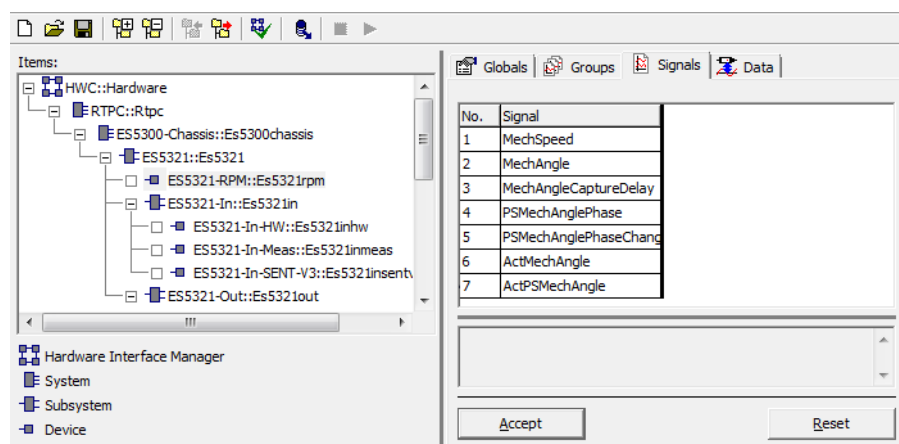 Items:
HWC::Hardware
RTPC::Rtpc
ES5300-Chassis::Es5300chassis
ES5321::Es5321
ES5321-RPM::Es5321rpm
ES5321-In::Es5321in
ES5321-In-HW::Es5321inhw
ES5321-In-Meas::Es5321inmeas
ES5321-In-SENT-V3::Es5321insent
ES5321-Out::Es5321out
Hardware Interface Manager
System
Subsystem
Device
Globals Groups Signals Data
No. Signal
1 MechSpeed
2 MechAngle
3 MechAngleCaptureDelay
4 PSMechAnglePhase
5 PSMechAnglePhaseChang
6 ActMechAngle
7 ActPSMechAngle
Accept Reset